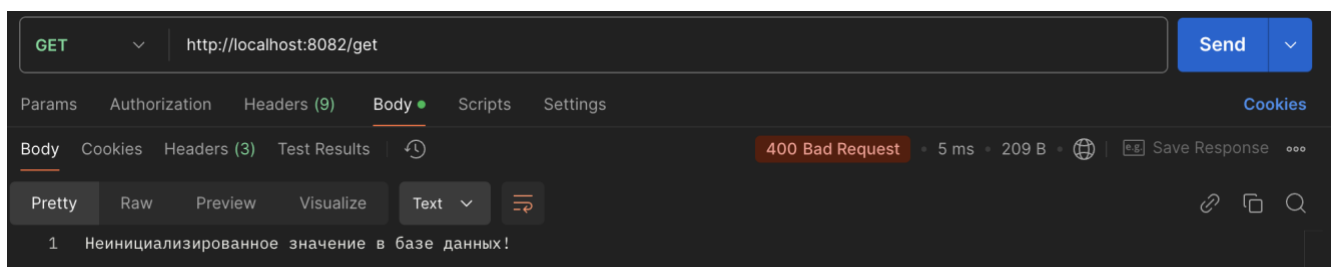 GET http://localhost:8082/get Send
Params Authorization Headers (9) Body Scripts Settings Cookies
Body Cookies Headers (3) Test Results 400 Bad Request 5 ms 209 B e.g. Save Response
Pretty Raw Preview Visualize Text
1 Неинициализированное значение в базе данных!